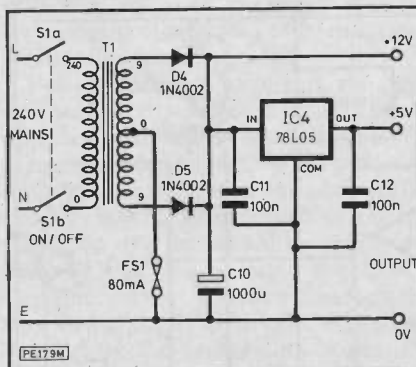 S1a
T1
+12V
L
240
9
D4
1N4002
0
IC4
78L05
IN
OUT
COM
+5V
240V
MAINS!
D5
1N4002
C11
100n
C12
100n
N
0
9
S1b
ON / OFF
FS1
80mA
C10
1000u
OUTPUT
E
0V
PE179M